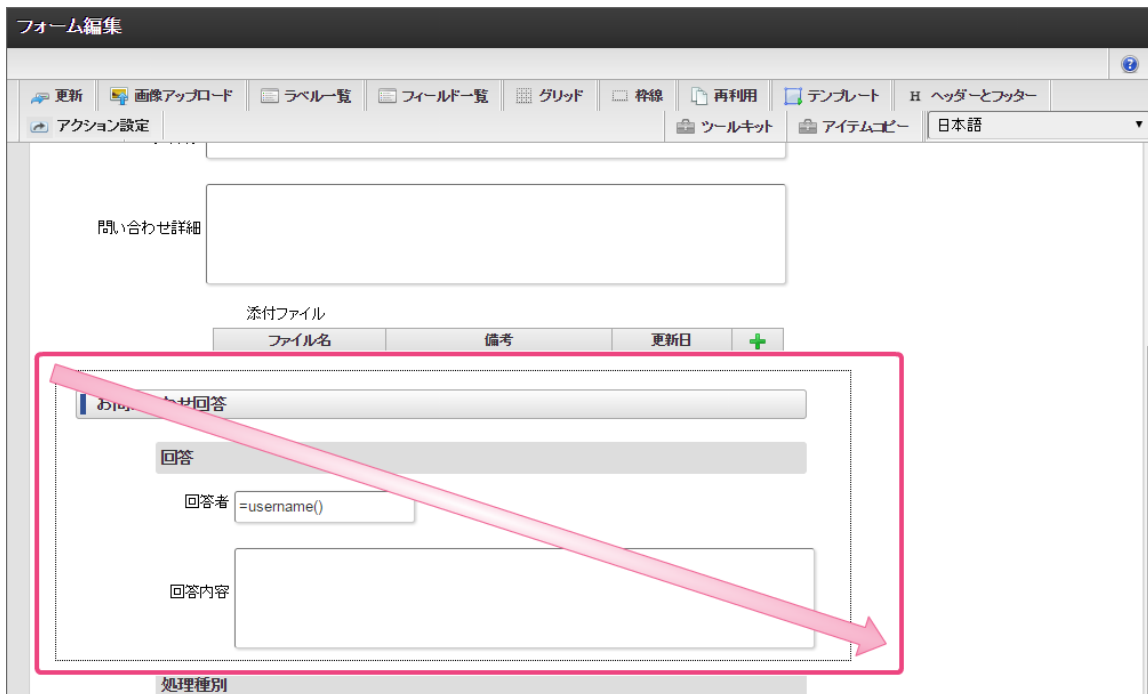 フォーム編集
更新 画像アップロード ラベル一覧 フィールド一覧 グリッド 枠線 再利用 テンプレート H ヘッダーとフッター
アクション設定 ツールキット アイテムコピー 日本語
問い合わせ詳細
添付ファイル
ファイル名 備考 更新日
わせ回答
回答
回答者 =username()
回答内容
処理種別